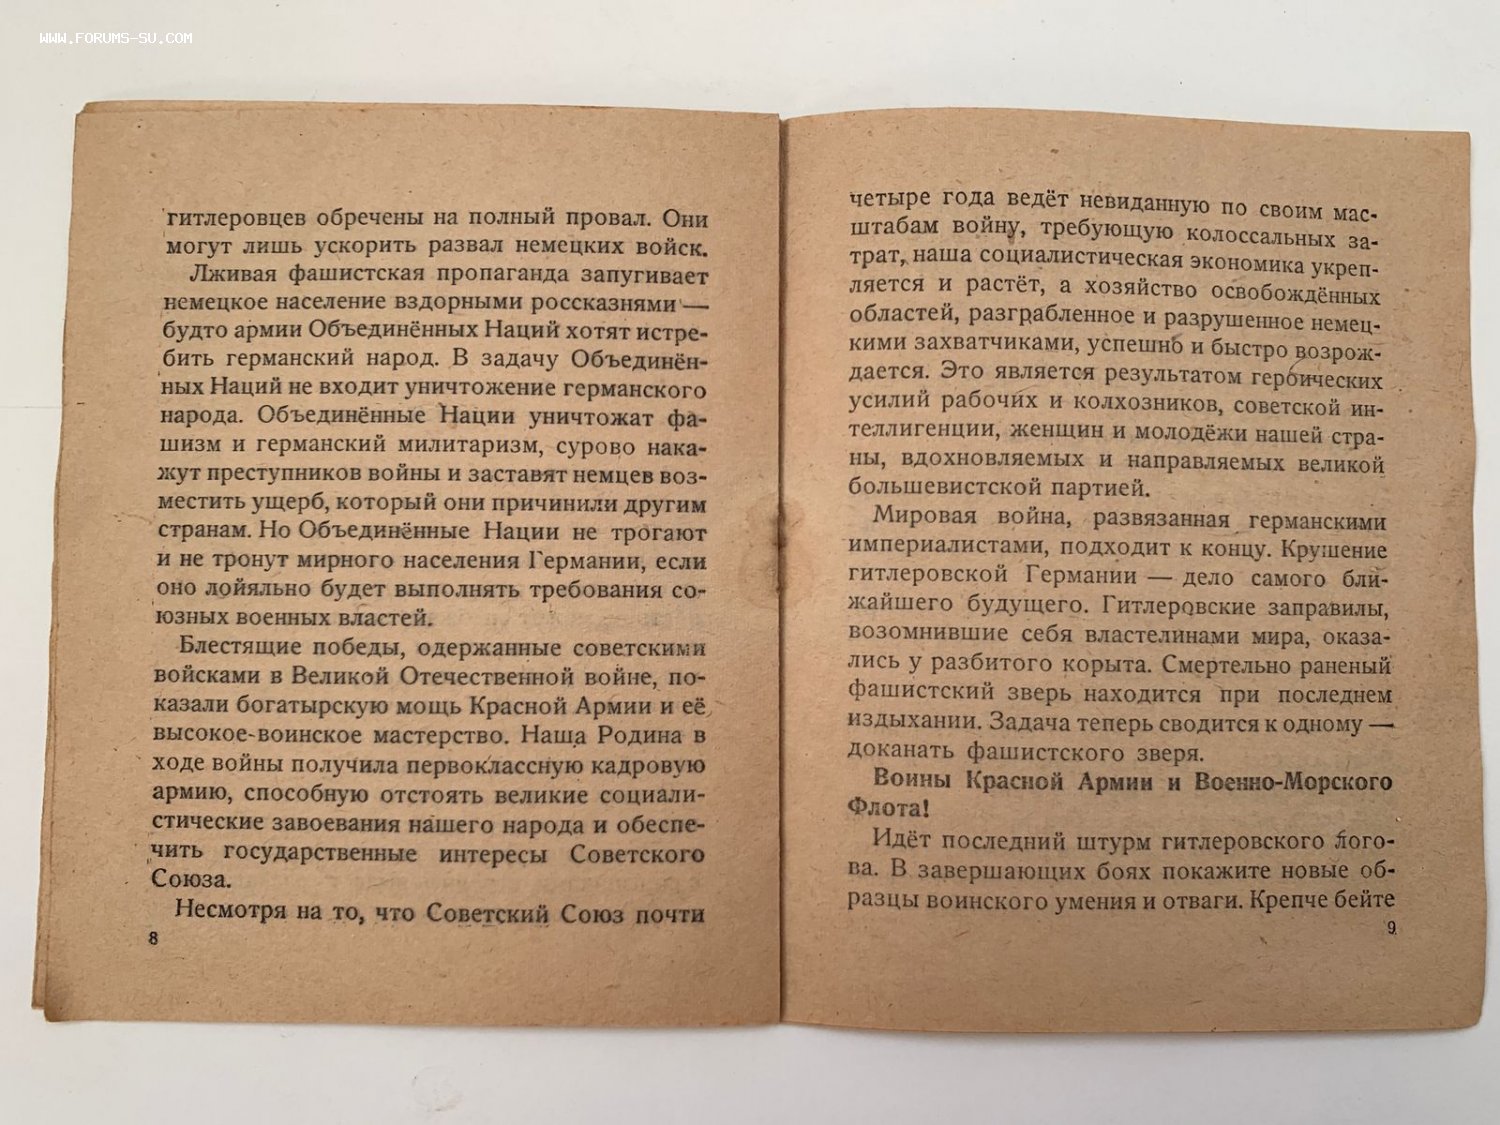 WWW.FORUMS-SU.COM
гитлеровцев обречены на полный провал. Они
могут лишь ускорить развал немецких войск.
Лживая фашистская пропаганда запугивает
немецкое население вздорными россказнями —
будто армии Объединённых Наций хотят истре-
бить германский народ. В задачу Объединён-
ных Наций не входит уничтожение германского
народа. Объединённые Нации уничтожат фа-
шизм и германский милитаризм, сурово нака-
жут преступников войны и заставят немцев воз-
местить ущерб, который они причинили другим
странам. Но Объединённые Нации не трогают
и не тронут мирного населения Германии, если
оно лойяльно будет выполнять требования со-
юзных военных властей.
Блестящие победы, одержанные советскими
войсками в Великой Отечественной войне, по-
казали богатырскую мощь Красной Армии и её
высокое воинское мастерство. Наша Родина в
ходе войны получила первоклассную кадровую
армию, способную отстоять великие социали-
стические завоевания нашего народа и обеспе-
чить государственные интересы Советского
Союза.
Несмотря на то, что Советский Союз почти
8
четыре года ведёт невиданную по своим мас-
штабам войну, требующую колоссальных за-
трат, наша социалистическая экономика укреп-
ляется и растёт, а хозяйство освобождённых
областей, разграбленное и разрушенное немец-
кими захватчиками, успешно и быстро возрож-
дается. Это является результатом героических
усилий рабочих и колхозников, советской ин-
теллигенции, женщин и молодёжи нашей стра-
ны, вдохновляемых и направляемых великой
большевистской партией.
Мировая война, развязанная германскими
империалистами, подходит к концу. Крушение
гитлеровской Германии — дело самого бли-
жайшего будущего. Гитлеровские заправилы,
возомнившие себя властелинами мира, оказа-
лись у разбитого корыта. Смертельно раненый
фашистский зверь находится при последнем
издыхании. Задача теперь сводится к одному —
доканать фашистского зверя.
Воины Красной Армии и Военно-Морского
Флота!
Идёт последний штурм гитлеровского лого-
ва. В завершающих боях покажите новые об-
разцы воинского умения и отваги. Крепче бейте
9